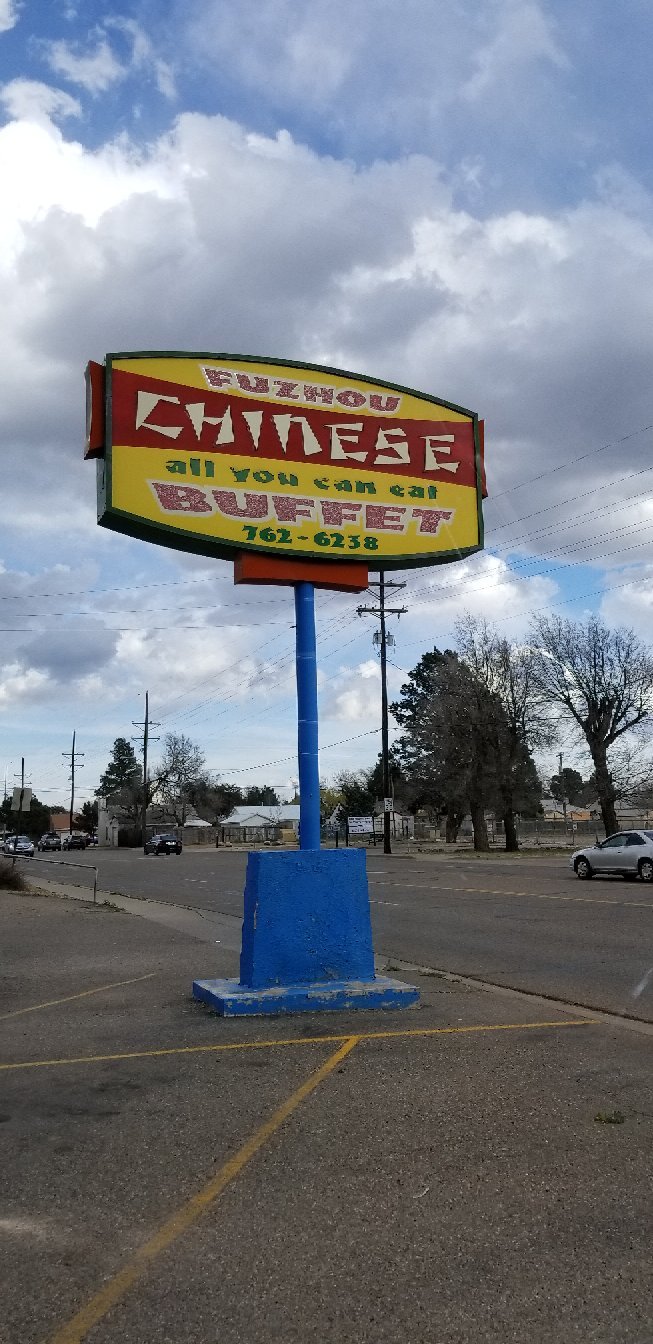 FUZHOU
CHINESE
all you can eat
BUFFET
762-6238